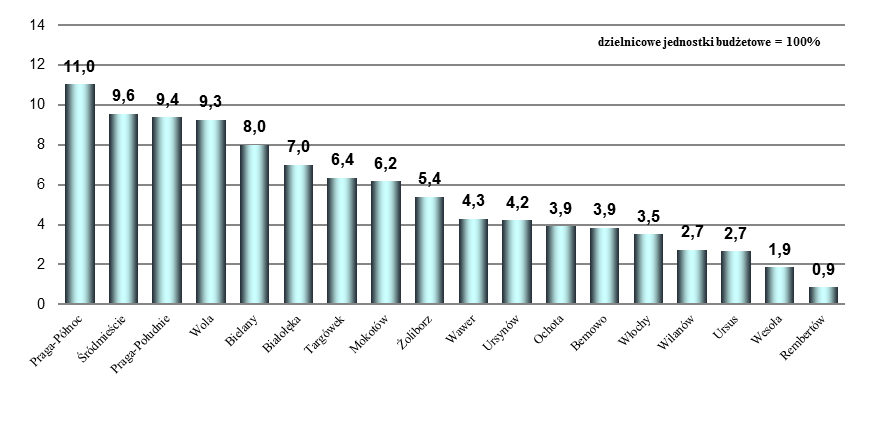 14
dzielnicowe jednostki budżetowe = 100%
12
11,0
10
9,6
9,4
9,3
8
8,0
7,0
6
6,4
6,2
5,4
4
4,3
4,2
3,9
3,9
3,5
2
2,7
2,7
1,9
0,9
0
Praga-Północ
Śródmieście
Praga-Południe
Wola
Bielany
Białołęka
Targówek
Mokotów
Żoliborz
Wawer
Ursynów
Ochota
Bemowo
Włochy
Wilanów
Ursus
Wesoła
Rembertów